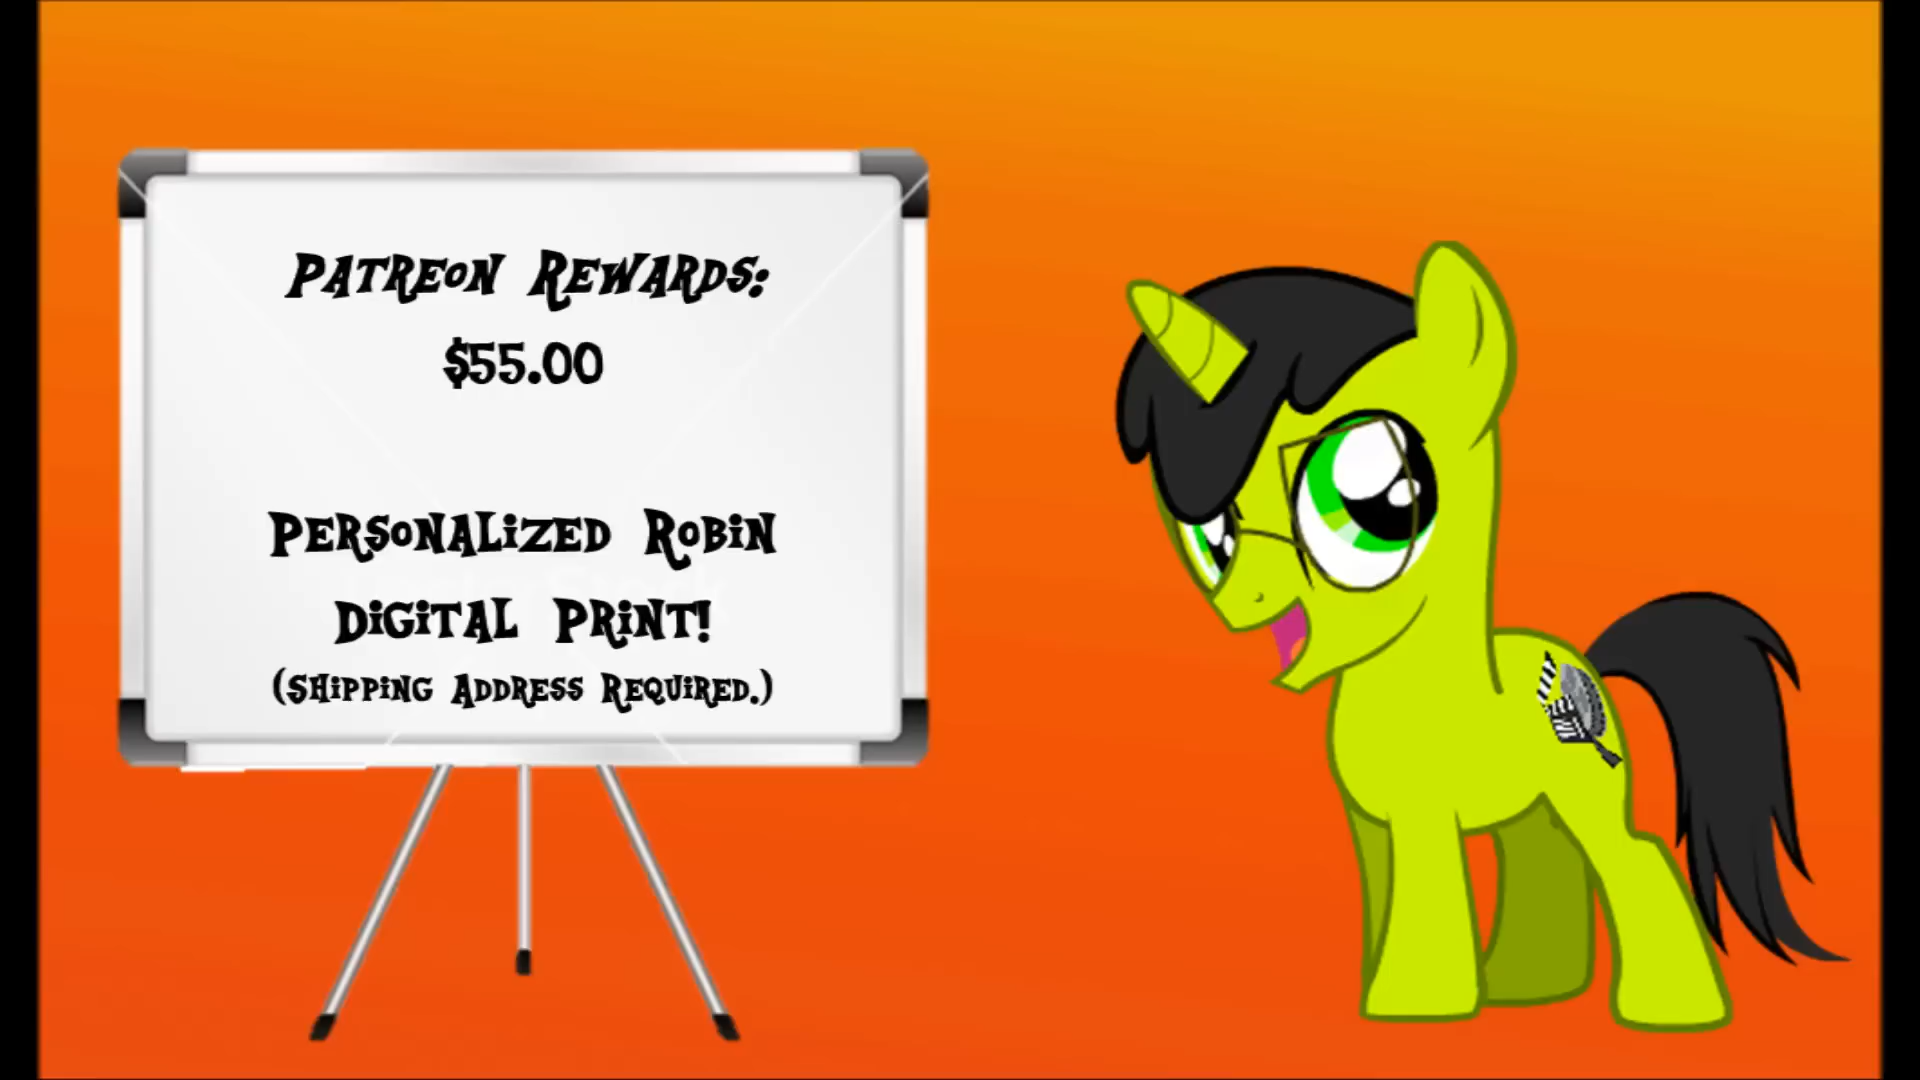 Patreon Rewards:
$55.00
Personalized Robin
Digital Print!
(Shipping Address Required.)